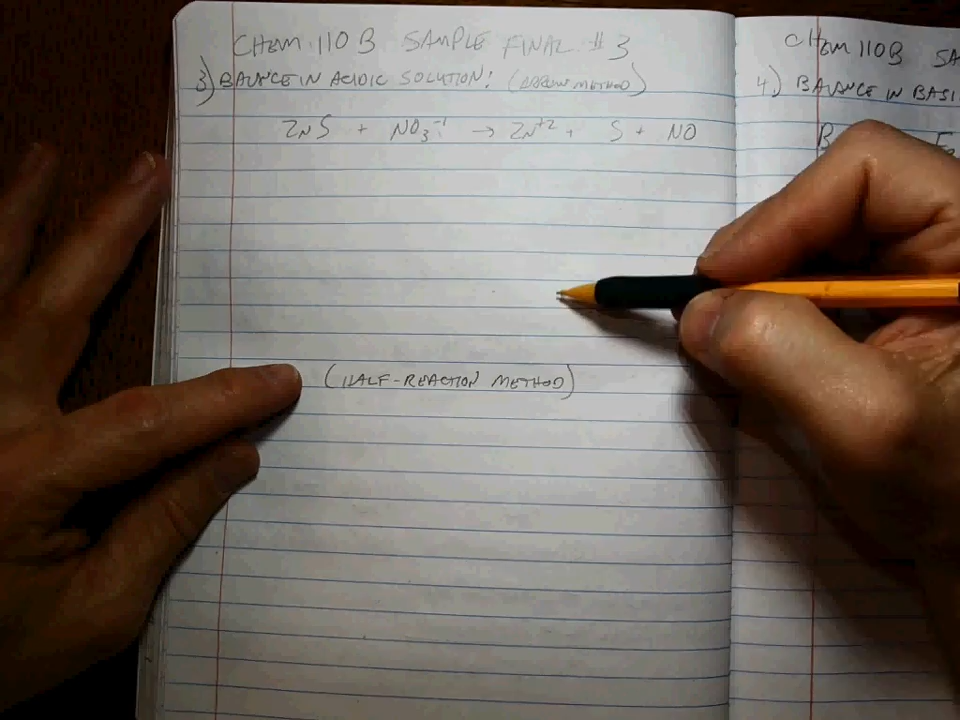 CHEM 110B SAMPLE FINAL #3
3) BALANCE IN ACIDIC SOLUTION: (ARROW METHOD)
ZnS + NO₃⁻¹ → Zn⁺² + S + NO
(HALF-REACTION METHOD)
CHEM 110B SA
4) BALANCE IN BASI